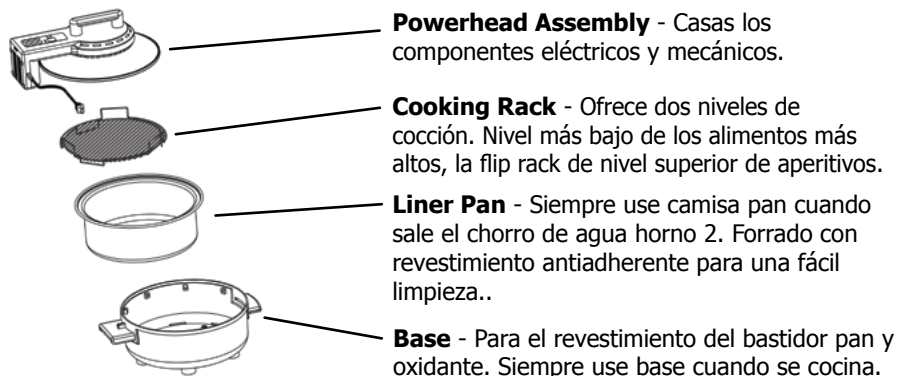 Powerhead Assembly - Casas los
componentes eléctricos y mecánicos.
Cooking Rack - Ofrece dos niveles de
cocción. Nivel más bajo de los alimentos más
altos, la flip rack de nivel superior de aperitivos.
Liner Pan - Siempre use camisa pan cuando
sale el chorro de agua horno 2. Forrado con
revestimiento antiadherente para una fácil
limpieza..
Base - Para el revestimiento del bastidor pan y
oxidante. Siempre use base cuando se cocina.